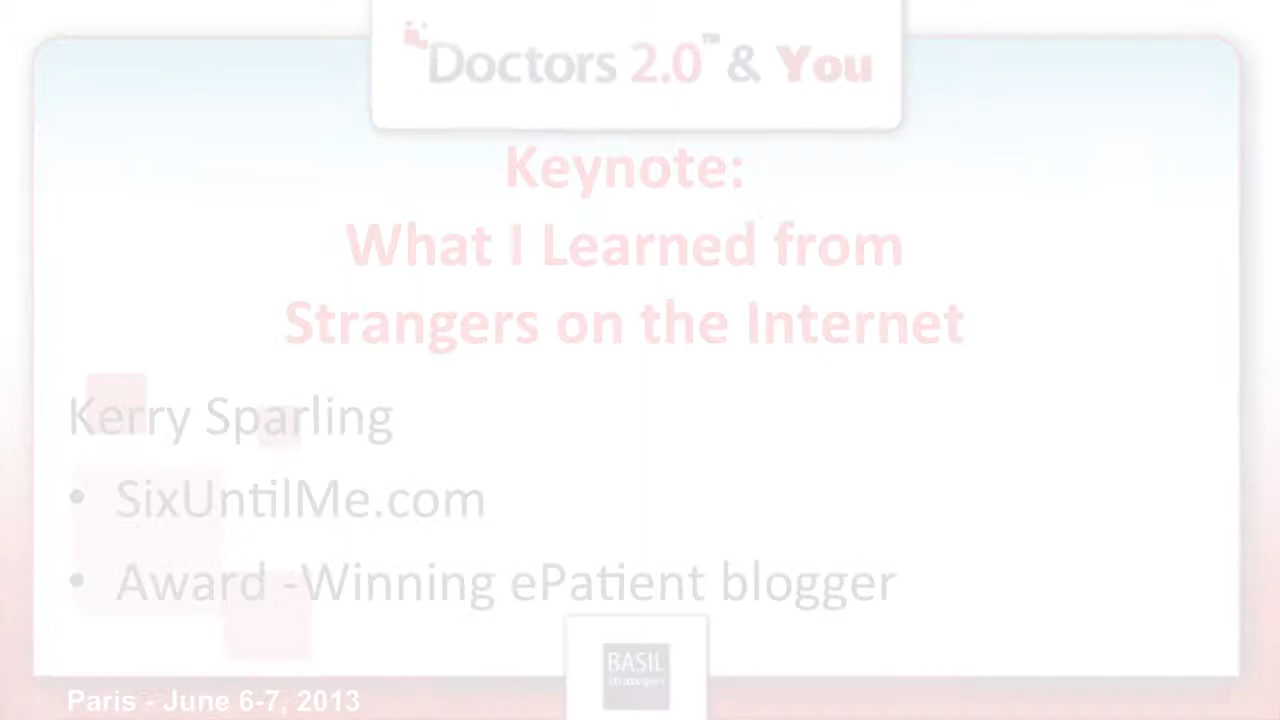 Doctors 2.0™ & You
Keynote:
What I Learned from
Strangers on the Internet
Kerry Sparling
• SixUntilMe.com
• Award -Winning ePatient blogger
BASIL
strategies
Paris - June 6-7, 2013